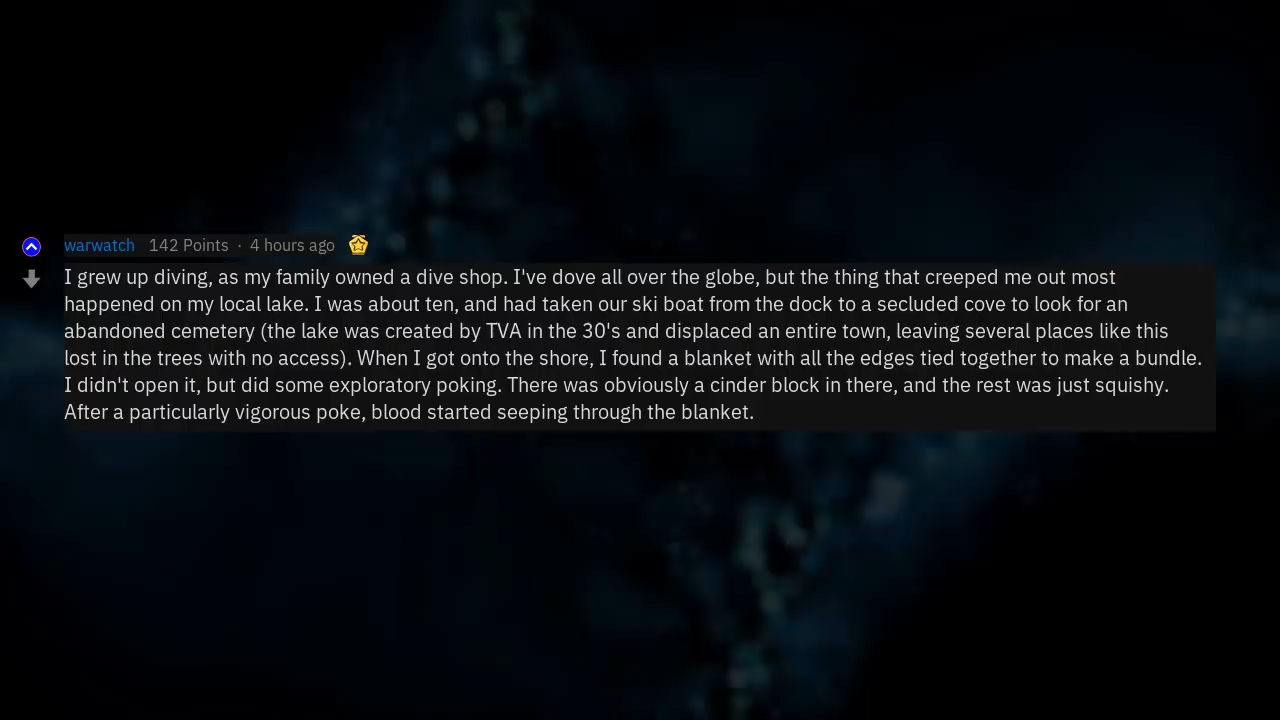 warwatch 142 Points · 4 hours ago
I grew up diving, as my family owned a dive shop. I've dove all over the globe, but the thing that creeped me out most
happened on my local lake. I was about ten, and had taken our ski boat from the dock to a secluded cove to look for an
abandoned cemetery (the lake was created by TVA in the 30's and displaced an entire town, leaving several places like this
lost in the trees with no access). When I got onto the shore, I found a blanket with all the edges tied together to make a bundle.
I didn't open it, but did some exploratory poking. There was obviously a cinder block in there, and the rest was just squishy.
After a particularly vigorous poke, blood started seeping through the blanket.